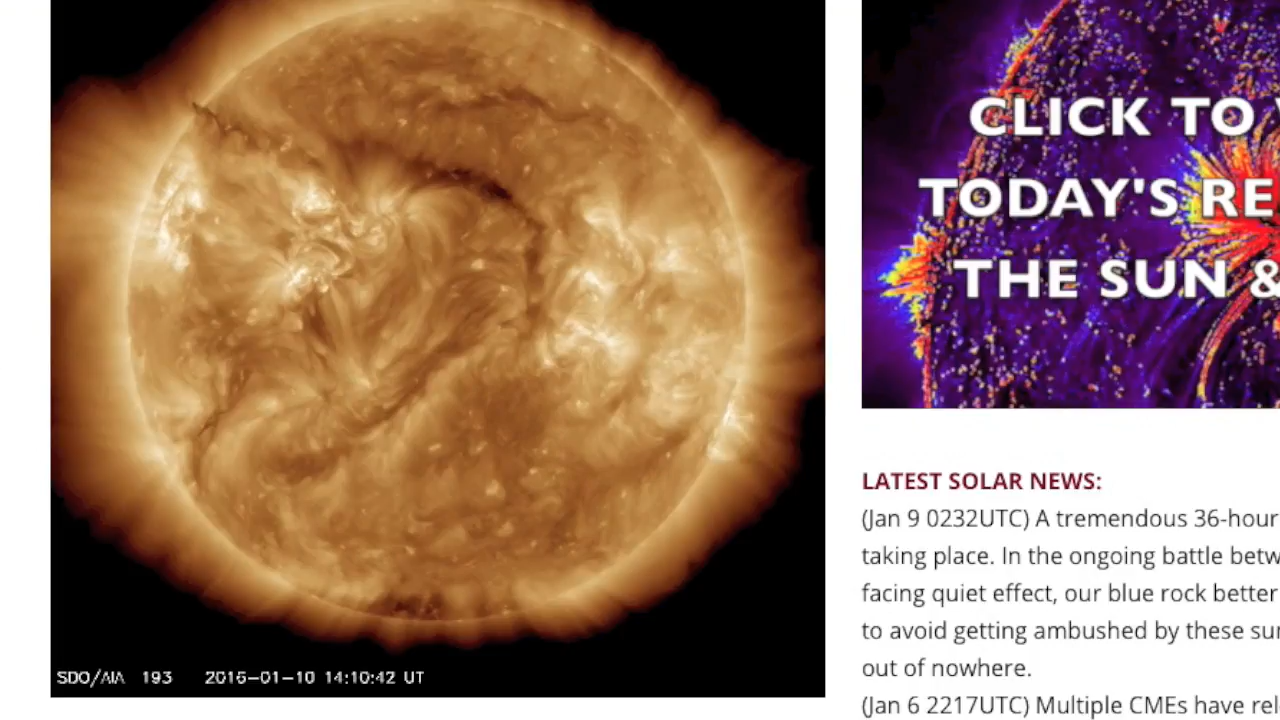 CLICK TO
TODAY'S RE
THE SUN &
LATEST SOLAR NEWS:
(Jan 9 0232UTC) A tremendous 36-hour
taking place. In the ongoing battle betw
facing quiet effect, our blue rock better
to avoid getting ambushed by these sun
out of nowhere.
(Jan 6 2217UTC) Multiple CMEs have rel
SDO/AIA 193 2016-01-10 14:10:42 UT